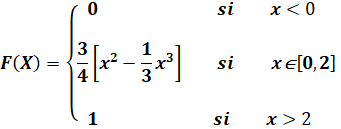 0 si x < 0
F(X) = { 3/4 [x² − 1/3 x³] si x ∈ [0, 2]
1 si x > 2